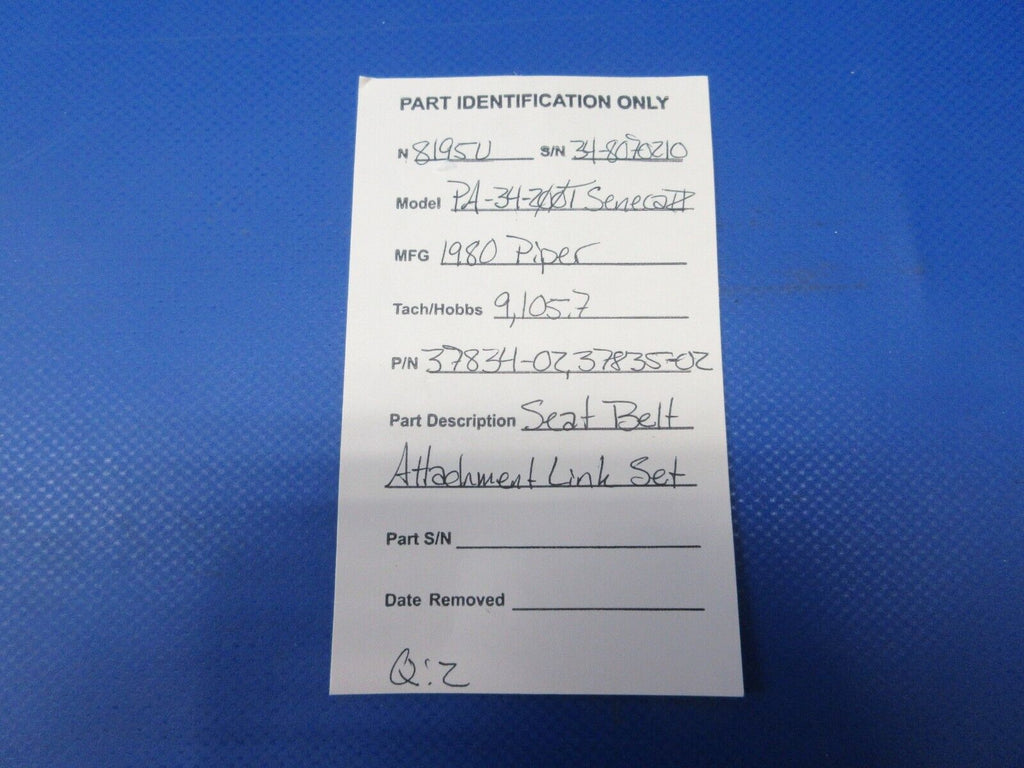 PART IDENTIFICATION ONLY
N 8195U S/N 34-8070210
Model PA-34-200T Seneca II
MFG 1980 Piper
Tach/Hobbs 9,105.7
P/N 37834-02, 37835-02
Part Description Seat Belt
Attachment Link Set
Part S/N
Date Removed
Q:2